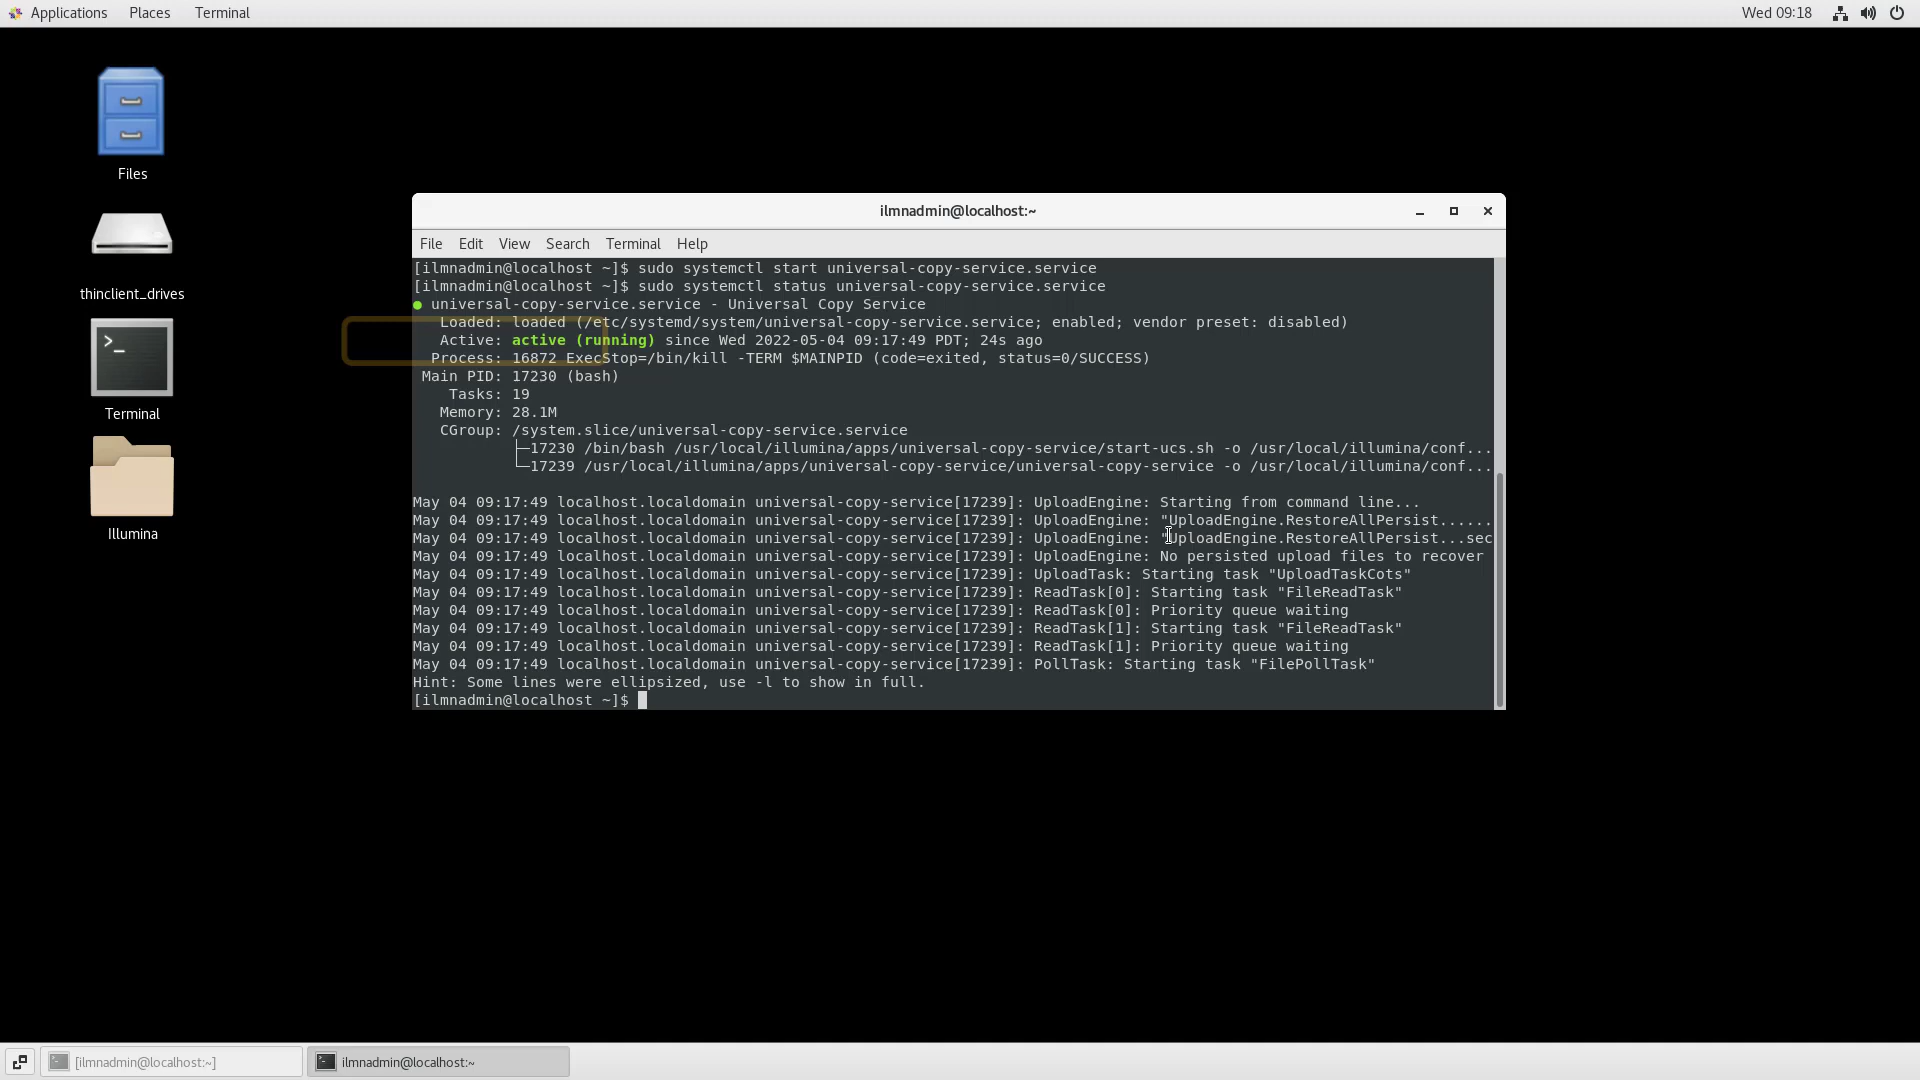 Applications Places Terminal Wed 09:18
Files
thinclient_drives
Terminal
Illumina
ilmnadmin@localhost:~
File Edit View Search Terminal Help
[ilmnadmin@localhost ~]$ sudo systemctl start universal-copy-service.service
[ilmnadmin@localhost ~]$ sudo systemctl status universal-copy-service.service
● universal-copy-service.service - Universal Copy Service
Loaded: loaded (/etc/systemd/system/universal-copy-service.service; enabled; vendor preset: disabled)
Active: active (running) since Wed 2022-05-04 09:17:49 PDT; 24s ago
Process: 16872 ExecStop=/bin/kill -TERM $MAINPID (code=exited, status=0/SUCCESS)
Main PID: 17230 (bash)
Tasks: 19
Memory: 28.1M
CGroup: /system.slice/universal-copy-service.service
├─17230 /bin/bash /usr/local/illumina/apps/universal-copy-service/start-ucs.sh -o /usr/local/illumina/conf...
└─17239 /usr/local/illumina/apps/universal-copy-service/universal-copy-service -o /usr/local/illumina/conf...
May 04 09:17:49 localhost.localdomain universal-copy-service[17239]: UploadEngine: Starting from command line...
May 04 09:17:49 localhost.localdomain universal-copy-service[17239]: UploadEngine: "UploadEngine.RestoreAllPersist......
May 04 09:17:49 localhost.localdomain universal-copy-service[17239]: UploadEngine: "UploadEngine.RestoreAllPersist...sec
May 04 09:17:49 localhost.localdomain universal-copy-service[17239]: UploadEngine: No persisted upload files to recover
May 04 09:17:49 localhost.localdomain universal-copy-service[17239]: UploadTask: Starting task "UploadTaskCots"
May 04 09:17:49 localhost.localdomain universal-copy-service[17239]: ReadTask[0]: Starting task "FileReadTask"
May 04 09:17:49 localhost.localdomain universal-copy-service[17239]: ReadTask[0]: Priority queue waiting
May 04 09:17:49 localhost.localdomain universal-copy-service[17239]: ReadTask[1]: Starting task "FileReadTask"
May 04 09:17:49 localhost.localdomain universal-copy-service[17239]: ReadTask[1]: Priority queue waiting
May 04 09:17:49 localhost.localdomain universal-copy-service[17239]: PollTask: Starting task "FilePollTask"
Hint: Some lines were ellipsized, use -l to show in full.
[ilmnadmin@localhost ~]$
[ilmnadmin@localhost:~] ilmnadmin@localhost:~